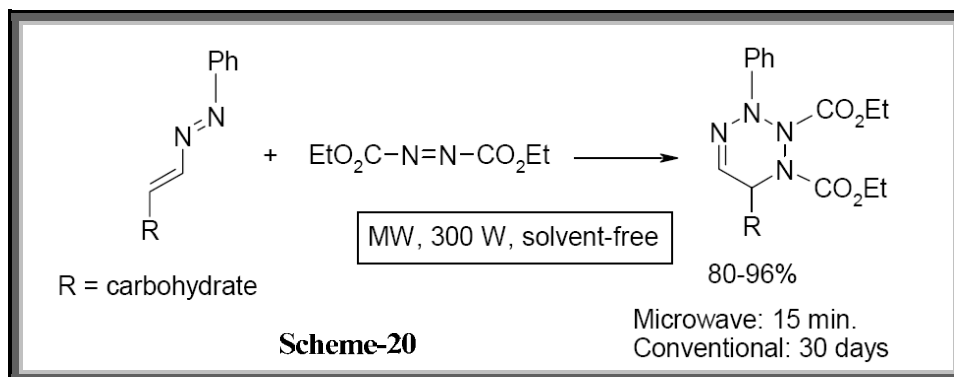 Ph
N
N
R
+
EtO2C–N=N–CO2Et
MW, 300 W, solvent-free
R = carbohydrate
Ph
N
N
N
CO2Et
N
CO2Et
R
80-96%
Microwave: 15 min.
Conventional: 30 days
Scheme-20